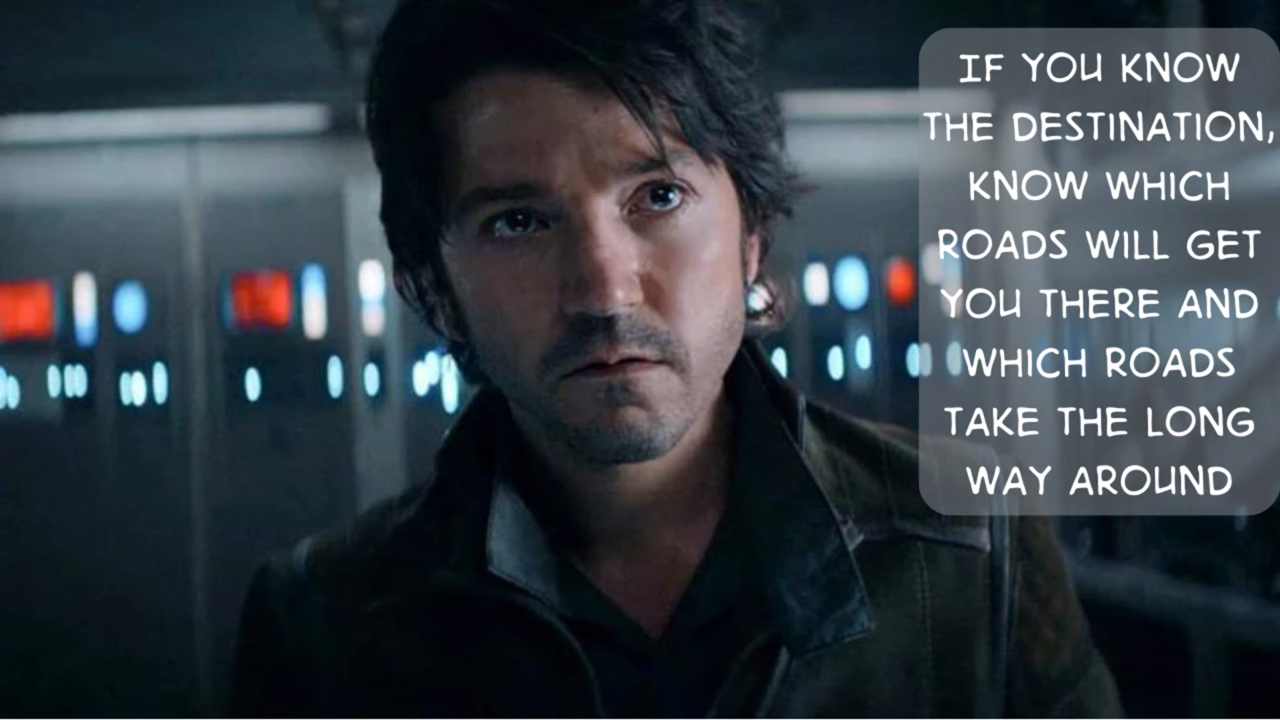 IF YOU KNOW
THE DESTINATION,
KNOW WHICH
ROADS WILL GET
YOU THERE AND
WHICH ROADS
TAKE THE LONG
WAY AROUND